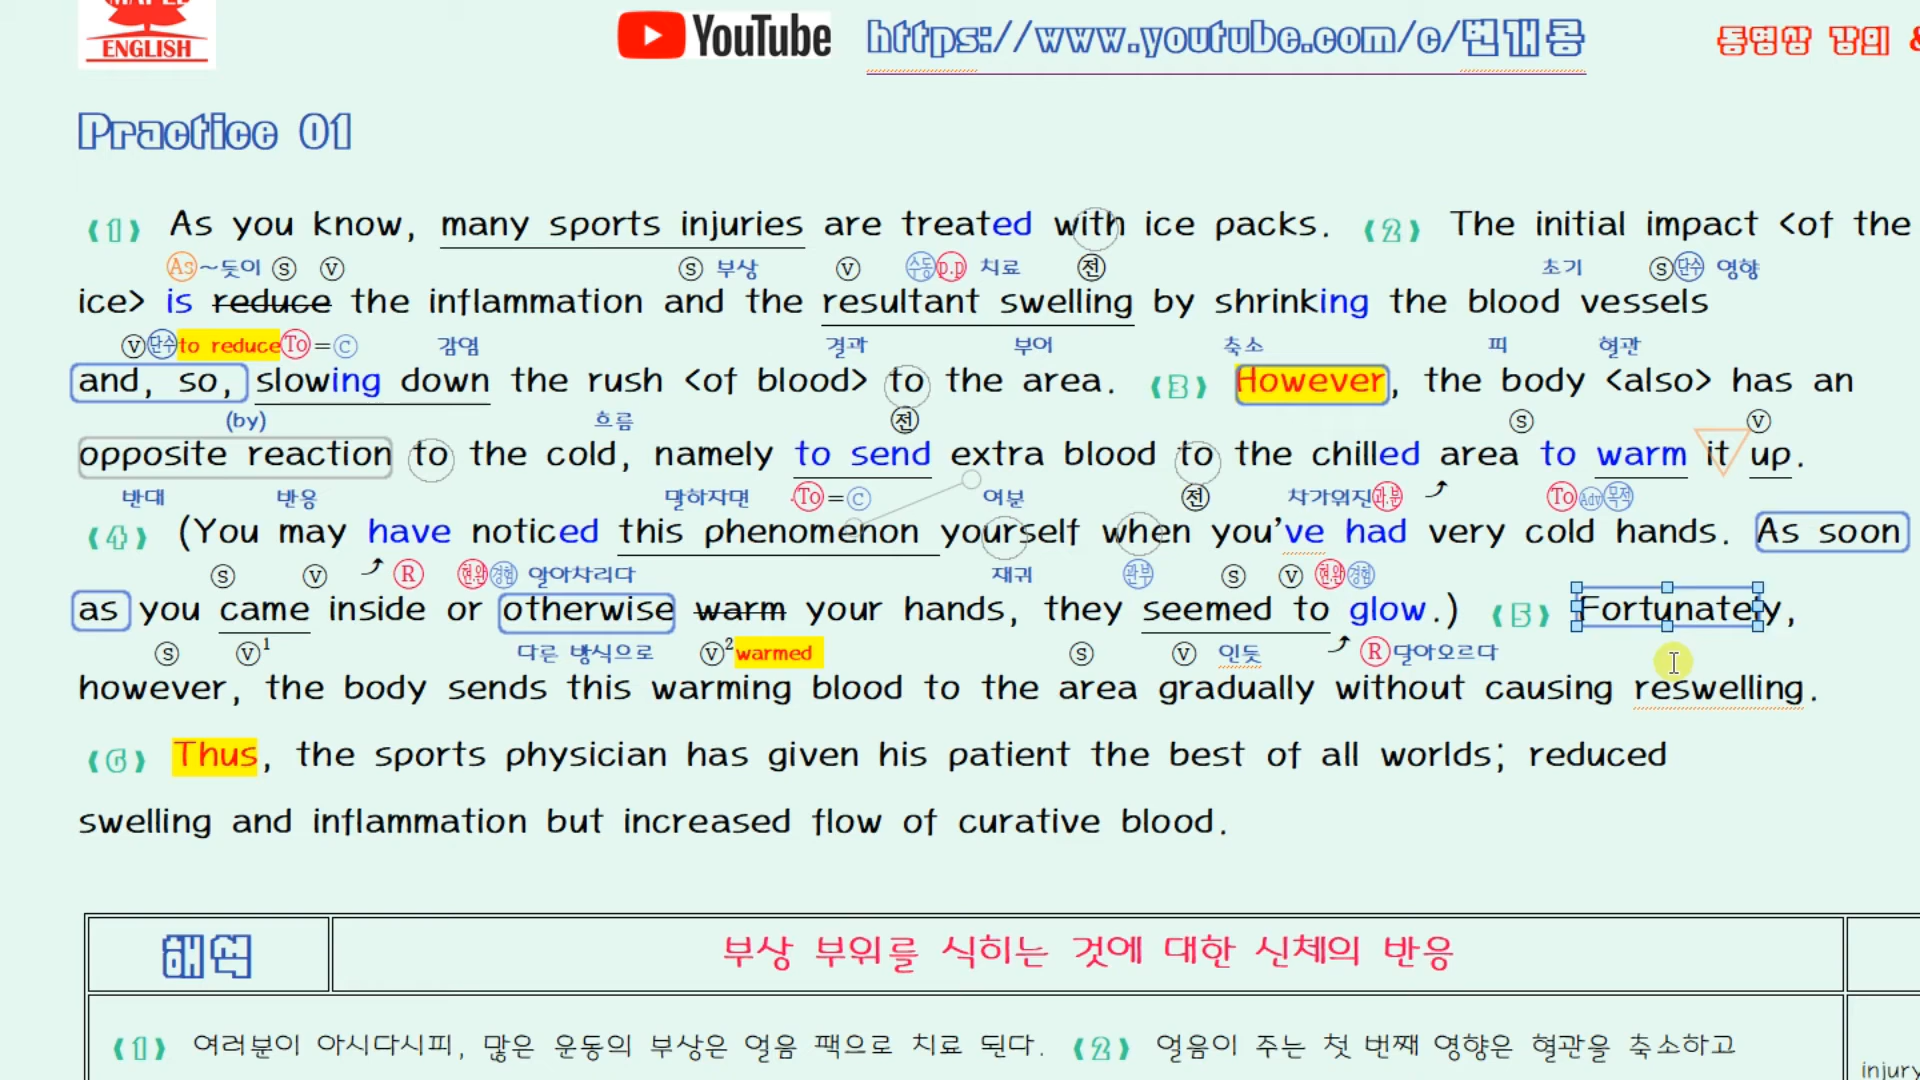 ENGLISH
YouTube https://www.youtube.com/c/번개콩 동영상 강의 &
Practice 01
(1) As you know, many sports injuries are treated with ice packs. (2) The initial impact <of the
As ~듯이 S V S 부상 V 수동 p.p 치료 전 초기 S 단수 영향
ice> is reduce the inflammation and the resultant swelling by shrinking the blood vessels
V 단수 to reduce To = C 감염 결과 부어 축소 피 혈관
and, so, slowing down the rush <of blood> to the area. (3) However, the body <also> has an
(by) 흐름 전 S V
opposite reaction to the cold, namely to send extra blood to the chilled area to warm it up.
반대 반응 말하자면 To = C 여분 전 차가워진 과.분 To Adv 목적
(4) (You may have noticed this phenomenon yourself when you've had very cold hands. As soon
S V R 현.완 경험 알아차리다 재귀 관부 S V 현.완 경험
as you came inside or otherwise warm your hands, they seemed to glow.) (5) Fortunately,
S V1 다른 방식으로 V2 warmed S V 인듯 R 달아오르다
however, the body sends this warming blood to the area gradually without causing reswelling.
(6) Thus, the sports physician has given his patient the best of all worlds; reduced
swelling and inflammation but increased flow of curative blood.
해석 부상 부위를 식히는 것에 대한 신체의 반응
(1) 여러분이 아시다시피, 많은 운동의 부상은 얼음 팩으로 치료 된다. (2) 얼음이 주는 첫 번째 영향은 혈관을 축소하고
injury